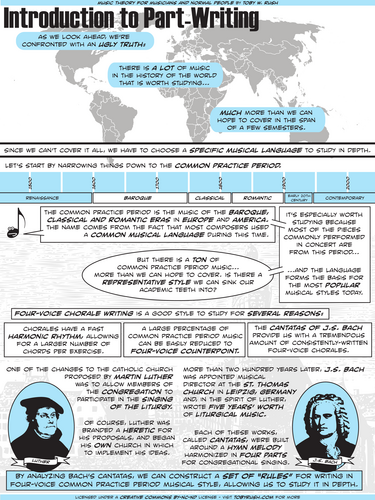 MUSIC THEORY FOR MUSICIANS AND NORMAL PEOPLE BY TOBY W. RUSH
Introduction to Part-Writing
AS WE LOOK AHEAD, WE'RE
CONFRONTED WITH AN UGLY TRUTH:
THERE IS A LOT OF MUSIC
IN THE HISTORY OF THE WORLD
THAT IS WORTH STUDYING...
MUCH MORE THAN WE CAN
HOPE TO COVER IN THE SPAN
OF A FEW SEMESTERS.
SINCE WE CAN'T COVER IT ALL, WE HAVE TO CHOOSE A SPECIFIC MUSICAL LANGUAGE TO STUDY IN DEPTH.
LET'S START BY NARROWING THINGS DOWN TO THE COMMON PRACTICE PERIOD.
1500
1600
1700
1800
1900
2000
RENAISSANCE
BAROQUE
CLASSICAL
ROMANTIC
EARLY 20TH
CENTURY
CONTEMPORARY
THE COMMON PRACTICE PERIOD IS THE MUSIC OF THE BAROQUE,
CLASSICAL AND ROMANTIC ERAS IN EUROPE AND AMERICA.
THE NAME COMES FROM THE FACT THAT MOST COMPOSERS USED
A COMMON MUSICAL LANGUAGE DURING THIS TIME.
IT'S ESPECIALLY WORTH
STUDYING BECAUSE
MOST OF THE PIECES
COMMONLY PERFORMED
IN CONCERT ARE
FROM THIS PERIOD...
BUT THERE IS A TON OF
COMMON PRACTICE PERIOD MUSIC...
MORE THAN WE CAN HOPE TO COVER. IS THERE A
REPRESENTATIVE STYLE WE CAN SINK OUR
ACADEMIC TEETH INTO?
...AND THE LANGUAGE
FORMS THE BASIS FOR
THE MOST POPULAR
MUSICAL STYLES TODAY.
FOUR-VOICE CHORALE WRITING IS A GOOD STYLE TO STUDY FOR SEVERAL REASONS:
CHORALES HAVE A FAST
HARMONIC RHYTHM, ALLOWING
FOR A LARGER NUMBER OF
CHORDS PER EXERCISE.
A LARGE PERCENTAGE OF
COMMON PRACTICE PERIOD MUSIC
CAN BE EASILY REDUCED TO
FOUR-VOICE COUNTERPOINT.
THE CANTATAS OF J.S. BACH
PROVIDE US WITH A TREMENDOUS
AMOUNT OF CONSISTENTLY-WRITTEN
FOUR-VOICE CHORALES.
ONE OF THE CHANGES TO THE CATHOLIC CHURCH
PROPOSED BY MARTIN LUTHER
WAS TO ALLOW MEMBERS OF
THE CONGREGATION TO
PARTICIPATE IN THE SINGING
OF THE LITURGY.
OF COURSE, LUTHER WAS
BRANDED A HERETIC FOR
HIS PROPOSALS, AND BEGAN
HIS OWN CHURCH IN WHICH
TO IMPLEMENT HIS IDEAS.
LUTHER
MORE THAN TWO HUNDRED YEARS LATER, J.S. BACH
WAS APPOINTED MUSICAL
DIRECTOR AT THE ST. THOMAS
CHURCH IN LEIPZIG, GERMANY
AND IN THE SPIRIT OF LUTHER,
WROTE FIVE YEARS' WORTH
OF LITURGICAL MUSIC.
EACH OF THESE WORKS,
CALLED CANTATAS, WERE BUILT
AROUND A HYMN MELODY
HARMONIZED IN FOUR PARTS
FOR CONGREGATIONAL SINGING.
BACH
BY ANALYZING BACH'S CANTATAS, WE CAN CONSTRUCT A SET OF "RULES" FOR WRITING IN
FOUR-VOICE COMMON PRACTICE PERIOD MUSICAL STYLE, ALLOWING US TO STUDY IT IN DEPTH.
LICENSED UNDER A CREATIVE COMMONS BY-NC-ND LICENSE - VISIT TOBYRUSH.COM FOR MORE